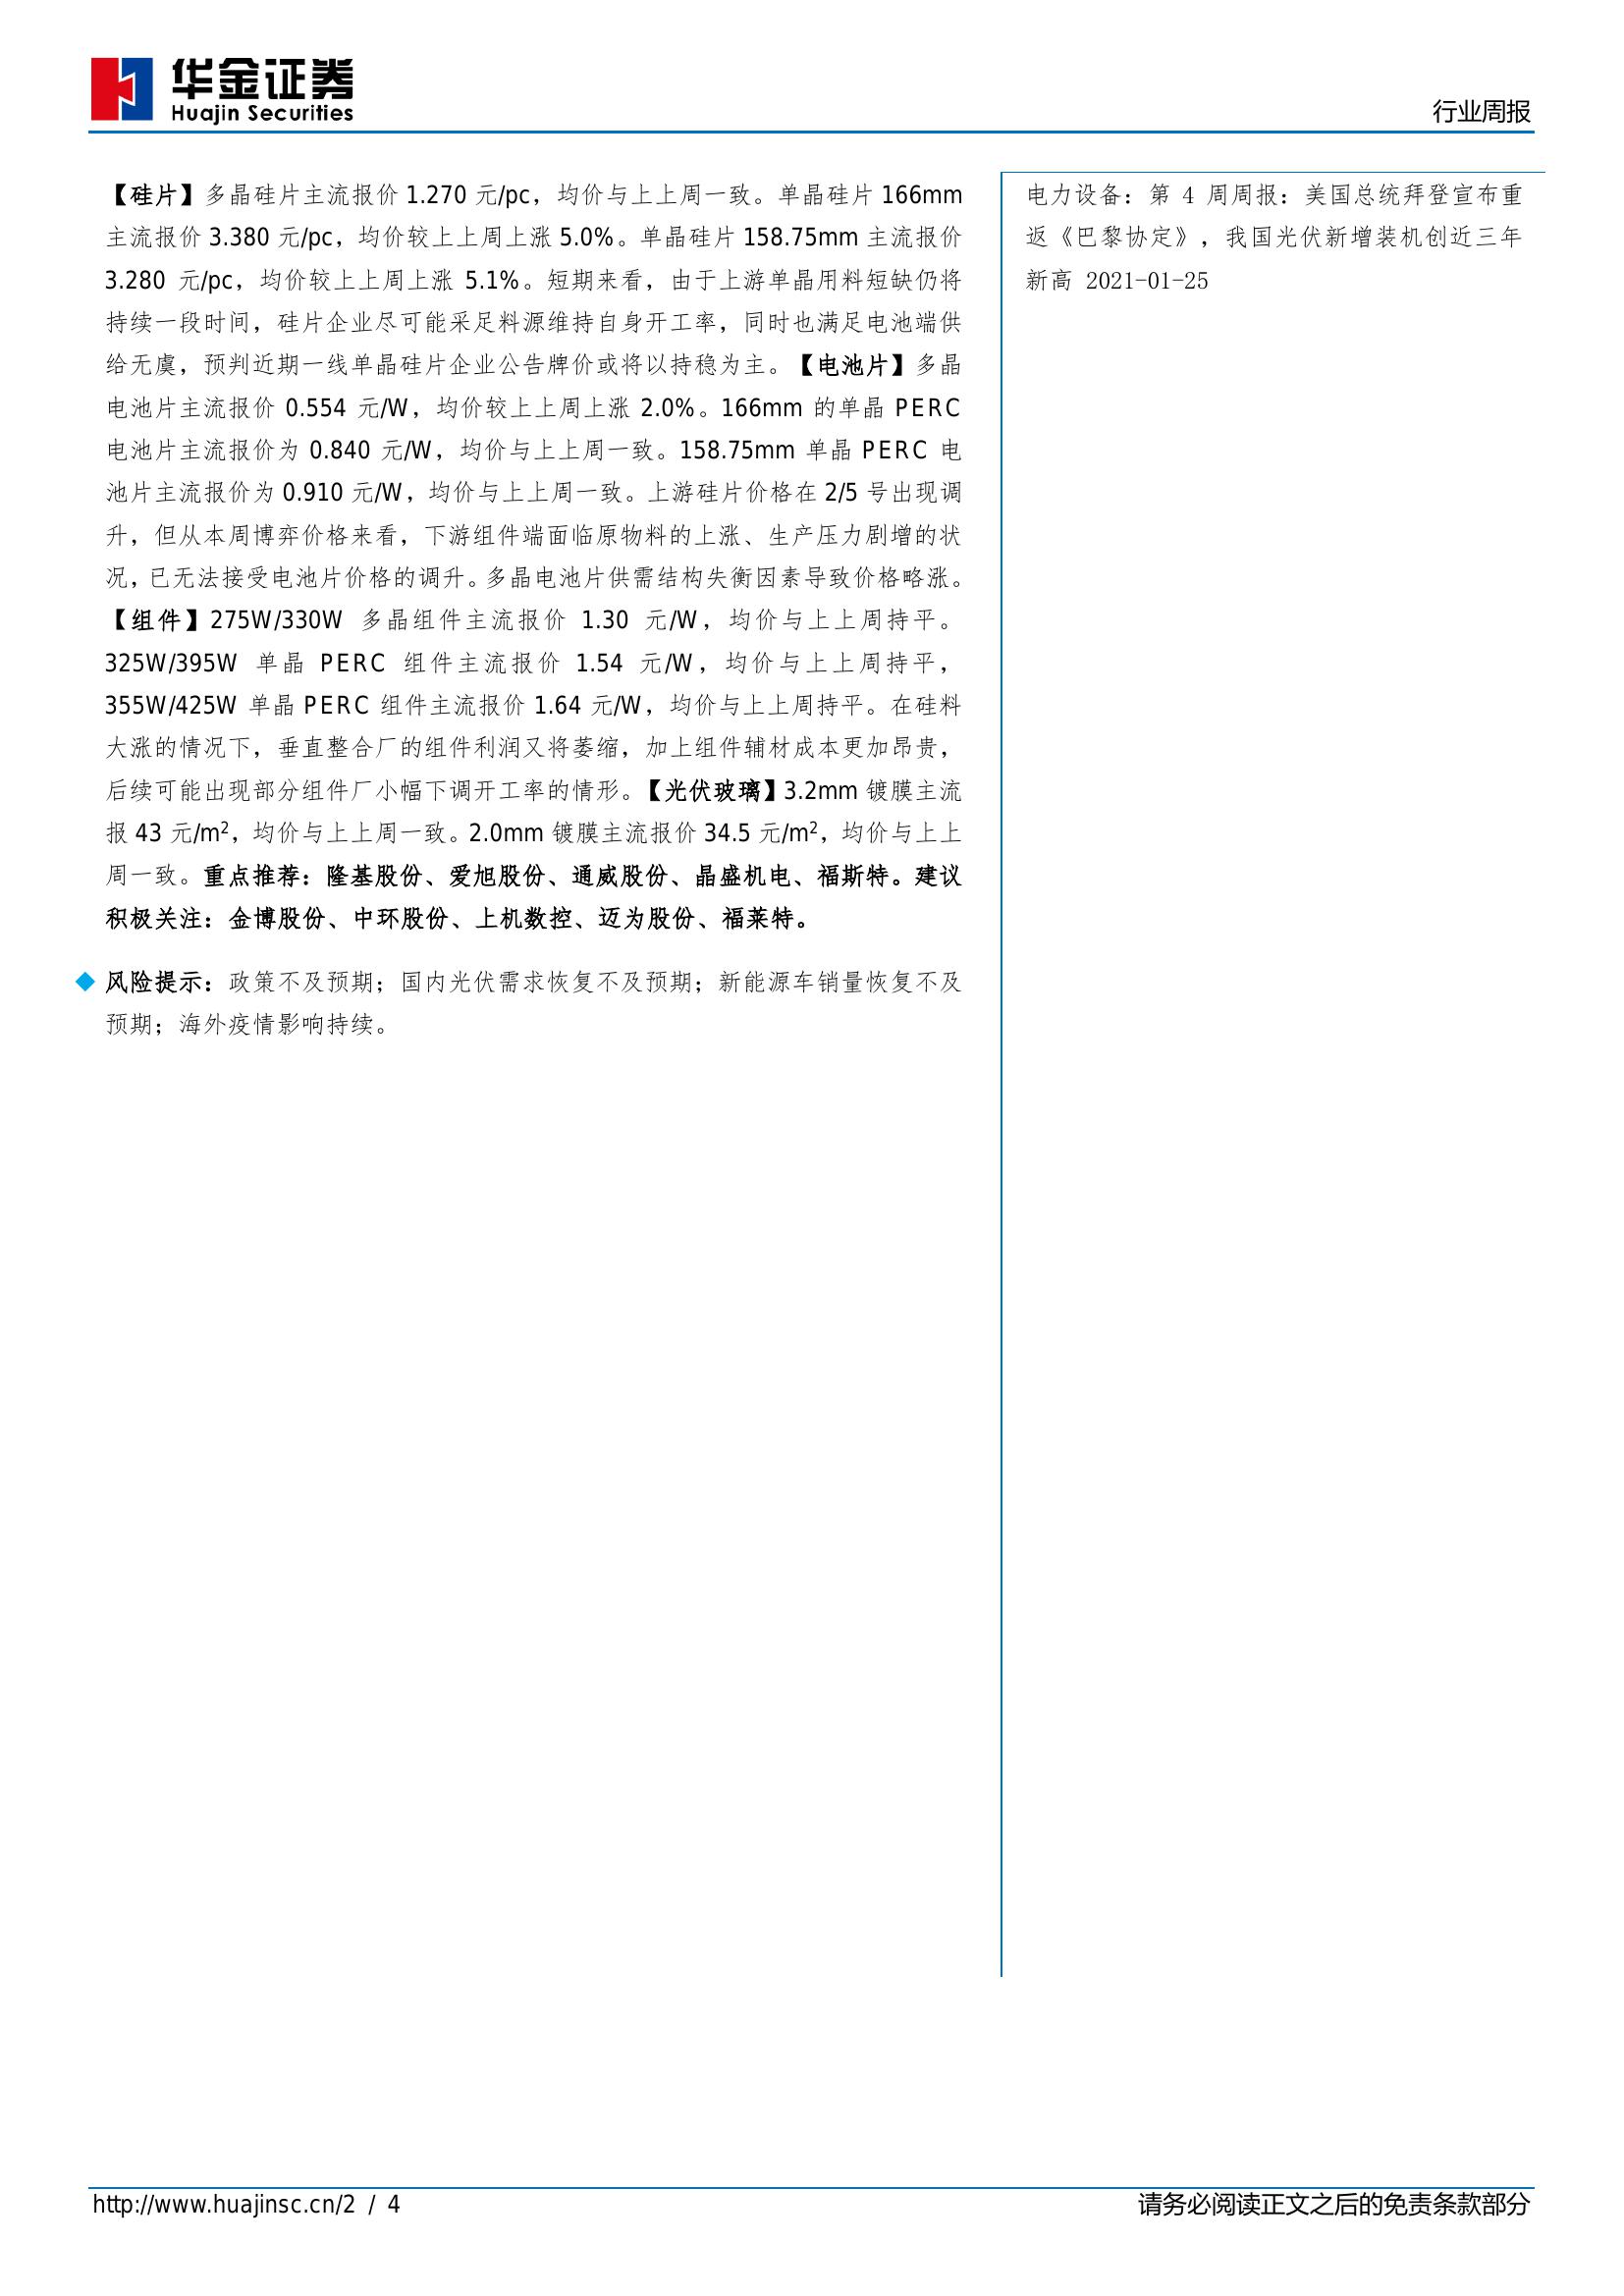 华金证券
Huajin Securities
行业周报
【硅片】多晶硅片主流报价 1.270 元/pc，均价与上上周一致。单晶硅片 166mm
主流报价 3.380 元/pc，均价较上上周上涨 5.0%。单晶硅片 158.75mm 主流报价
3.280 元/pc，均价较上上周上涨 5.1%。短期来看，由于上游单晶用料短缺仍将
持续一段时间，硅片企业尽可能采足料源维持自身开工率，同时也满足电池端供
给无虞，预判近期一线单晶硅片企业公告牌价或将以持稳为主。【电池片】多晶
电池片主流报价 0.554 元/W，均价较上上周上涨 2.0%。166mm 的单晶 PERC
电池片主流报价为 0.840 元/W，均价与上上周一致。158.75mm 单晶 PERC 电
池片主流报价为 0.910 元/W，均价与上上周一致。上游硅片价格在 2/5 号出现调
升，但从本周博弈价格来看，下游组件端面临原物料的上涨、生产压力剧增的状
况，已无法接受电池片价格的调升。多晶电池片供需结构失衡因素导致价格略涨。
【组件】275W/330W 多晶组件主流报价 1.30 元/W，均价与上上周持平。
325W/395W 单晶 PERC 组件主流报价 1.54 元/W，均价与上上周持平，
355W/425W 单晶 PERC 组件主流报价 1.64 元/W，均价与上上周持平。在硅料
大涨的情况下，垂直整合厂的组件利润又将萎缩，加上组件辅材成本更加昂贵，
后续可能出现部分组件厂小幅下调开工率的情形。【光伏玻璃】3.2mm 镀膜主流
报 43 元/m²，均价与上上周一致。2.0mm 镀膜主流报价 34.5 元/m²，均价与上上
周一致。重点推荐：隆基股份、爱旭股份、通威股份、晶盛机电、福斯特。建议
积极关注：金博股份、中环股份、上机数控、迈为股份、福莱特。
◆ 风险提示：政策不及预期；国内光伏需求恢复不及预期；新能源车销量恢复不及
预期；海外疫情影响持续。
电力设备：第 4 周周报：美国总统拜登宣布重
返《巴黎协定》，我国光伏新增装机创近三年
新高 2021-01-25
http://www.huajinsc.cn/2 / 4
请务必阅读正文之后的免责条款部分